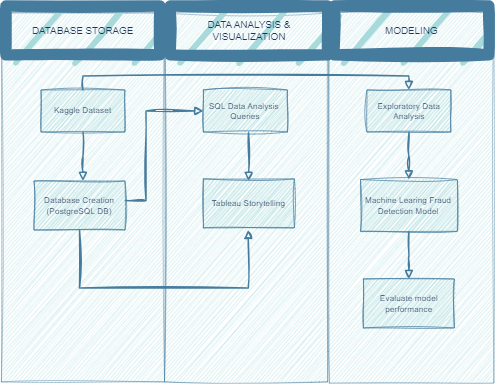 DATABASE STORAGE
DATA ANALYSIS &
VISUALIZATION
MODELING
Kaggle Dataset
SQL Data Analysis
Queries
Exploratory Data
Analysis
Database Creation
(PostgreSQL DB)
Tableau Storytelling
Machine Learing Fraud
Detection Model
Evaluate model
performance